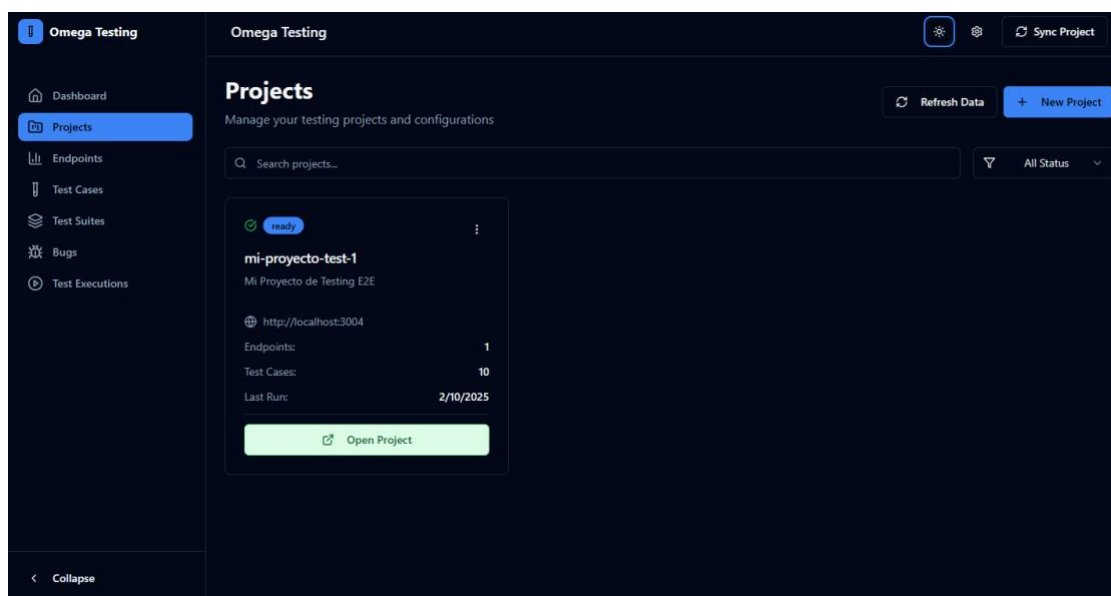 Omega Testing
Omega Testing
Sync Project
Dashboard
Projects
Endpoints
Test Cases
Test Suites
Bugs
Test Executions
Collapse
Projects
Manage your testing projects and configurations
Refresh Data
+ New Project
Search projects...
All Status
ready
mi-proyecto-test-1
Mi Proyecto de Testing E2E
http://localhost:3004
Endpoints: 1
Test Cases: 10
Last Run: 2/10/2025
Open Project